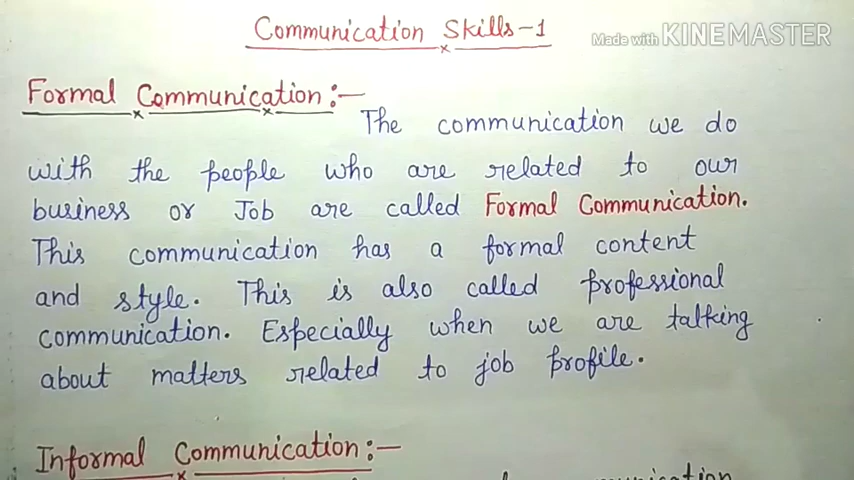 Communication Skills-1
Made with KINEMASTER
Formal Communication:-
The communication we do
with the people who are related to our
business or Job are called Formal Communication.
This communication has a formal content
and style. This is also called professional
communication. Especially when we are talking
about matters related to job profile.
Informal Communication:-